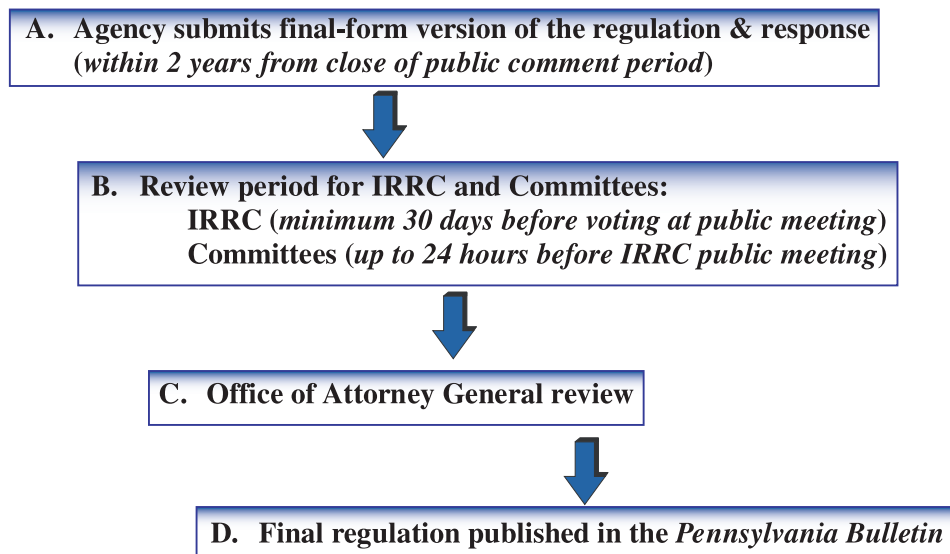 A. Agency submits final-form version of the regulation & response
(within 2 years from close of public comment period)
B. Review period for IRRC and Committees:
IRRC (minimum 30 days before voting at public meeting)
Committees (up to 24 hours before IRRC public meeting)
C. Office of Attorney General review
D. Final regulation published in the Pennsylvania Bulletin